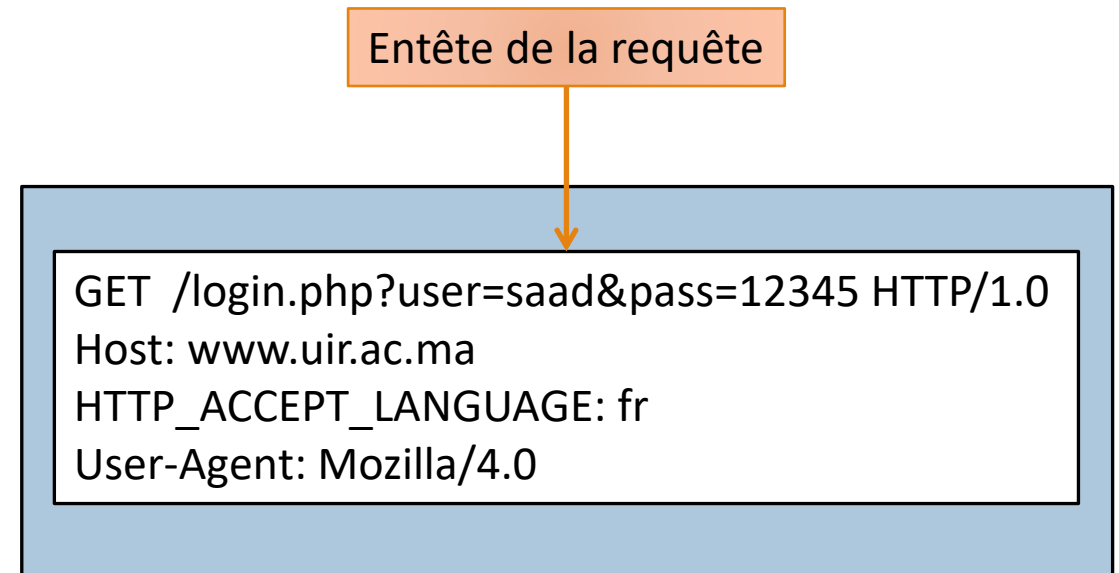 Entête de la requête
GET /login.php?user=saad&pass=12345 HTTP/1.0
Host: www.uir.ac.ma
HTTP_ACCEPT_LANGUAGE: fr
User-Agent: Mozilla/4.0